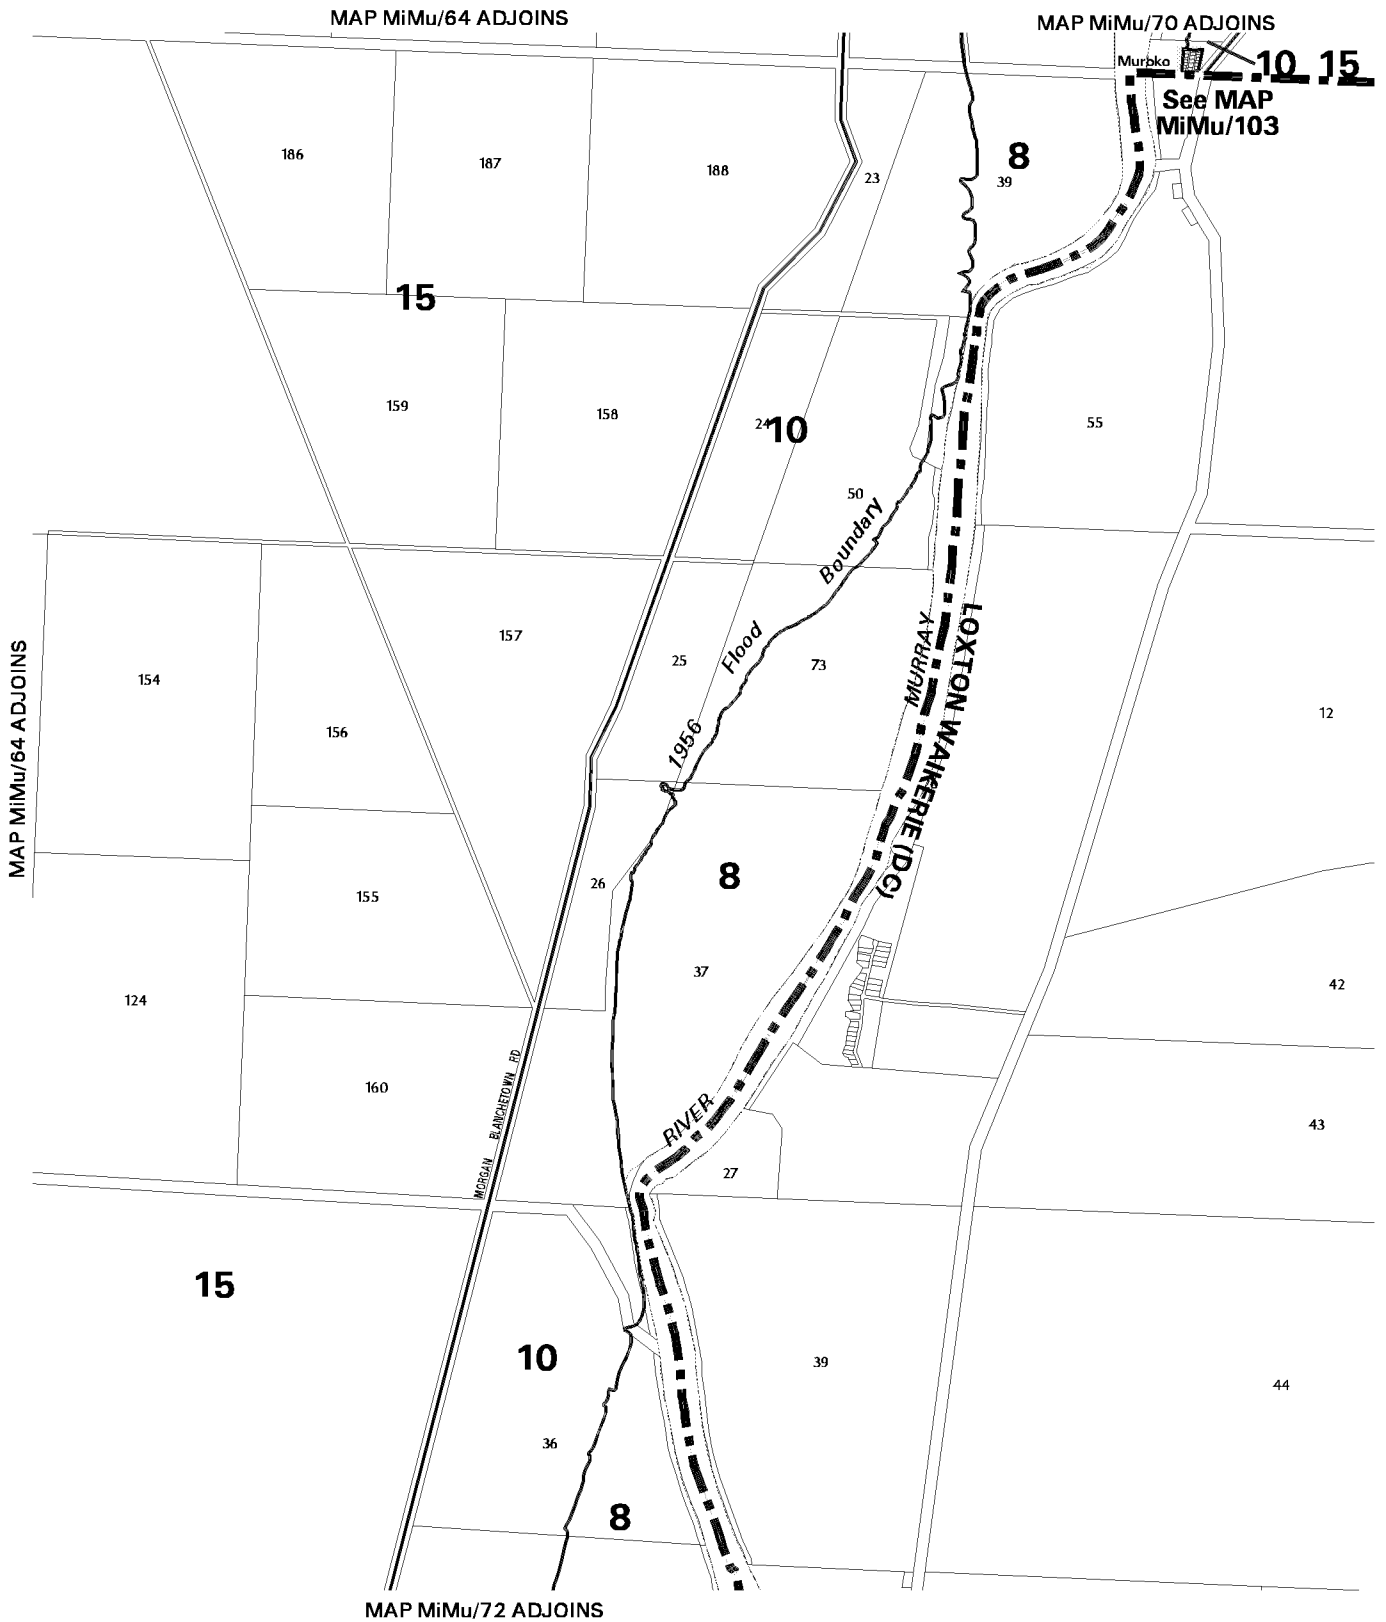 MAP MiMu/64 ADJOINS
MAP MiMu/70 ADJOINS
Muroko
10 15
See MAP
MiMu/103
8
186
187
188
23
39
15
159
158
24
10
55
50
Boundary
Flood
1956
MAP MiMu/64 ADJOINS
154
157
156
25
73
MURRAY
LOXTON WAIKERIE (DC)
12
155
26
8
124
37
42
160
MORGAN BLANCHETOWN RD
RIVER
27
43
15
10
39
44
36
8
MAP MiMu/72 ADJOINS